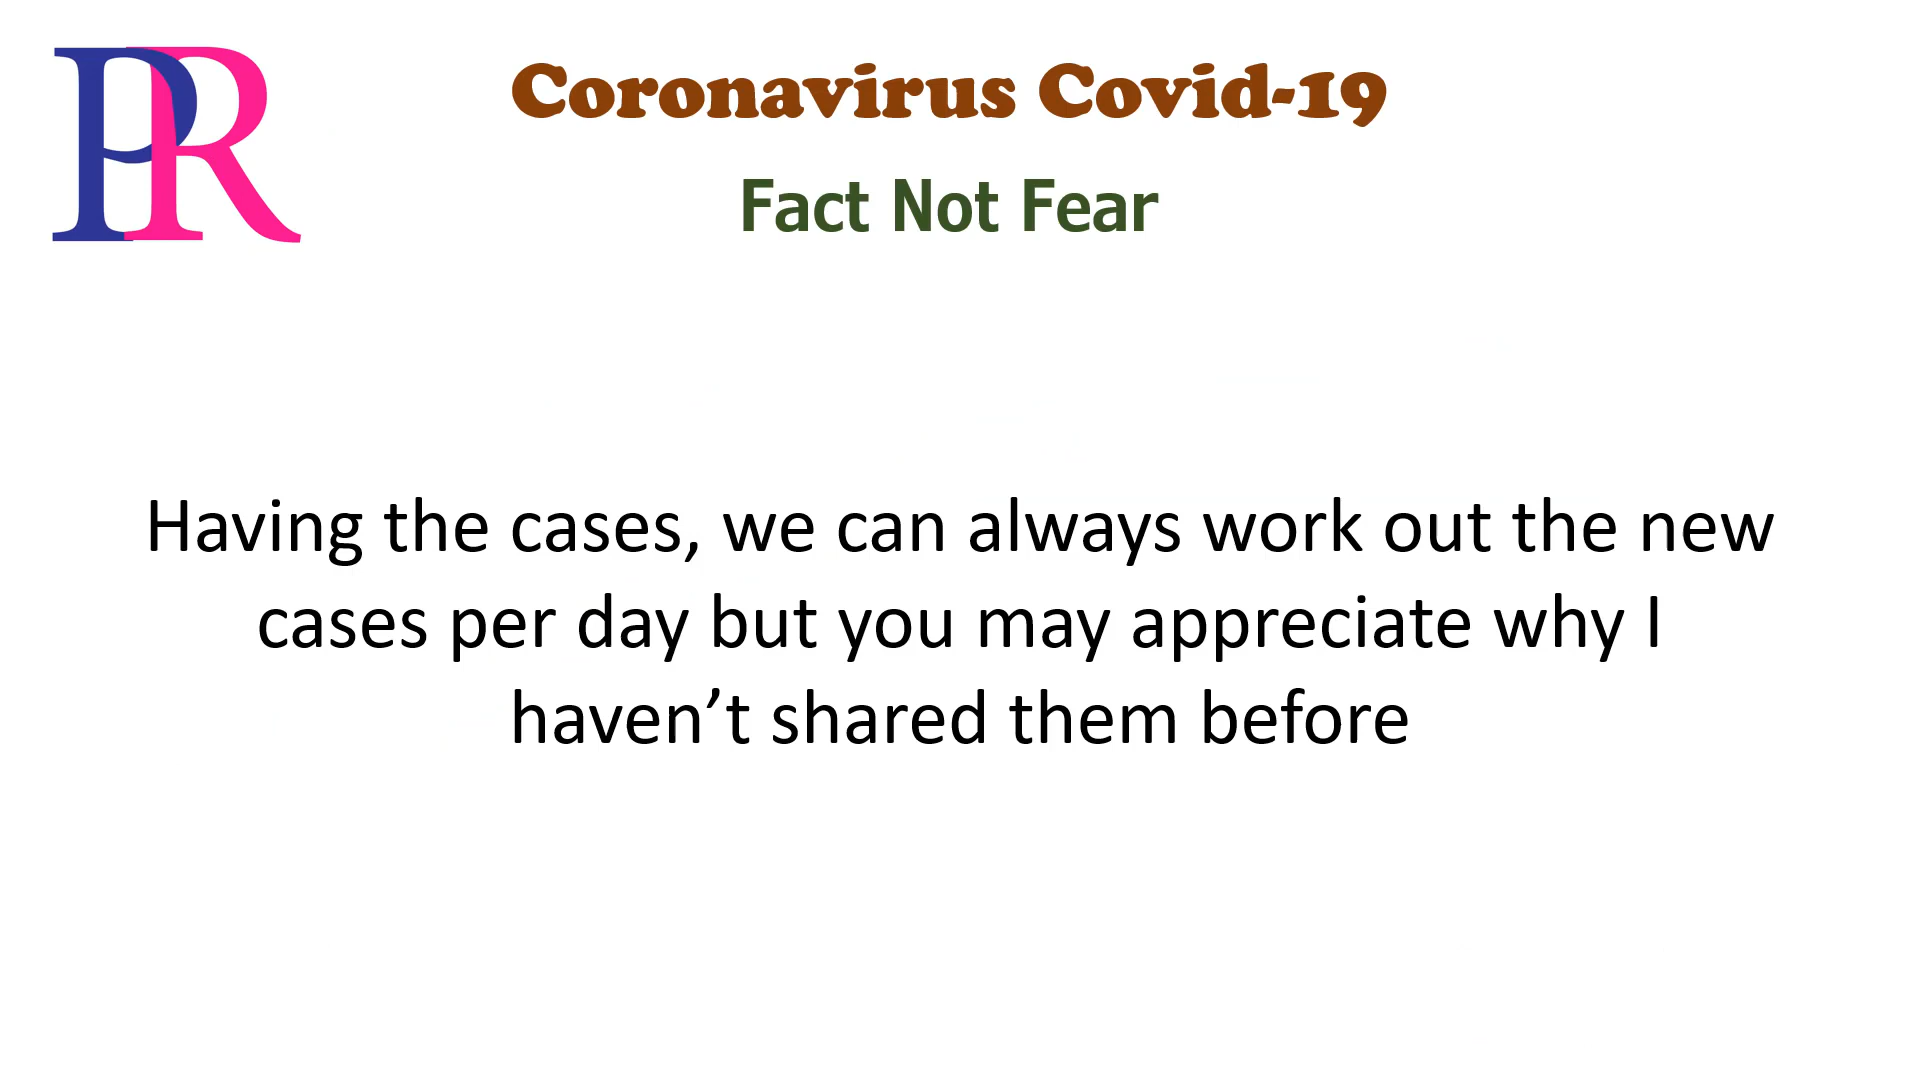 PR
Coronavirus Covid-19
Fact Not Fear
Having the cases, we can always work out the new
cases per day but you may appreciate why I
haven’t shared them before